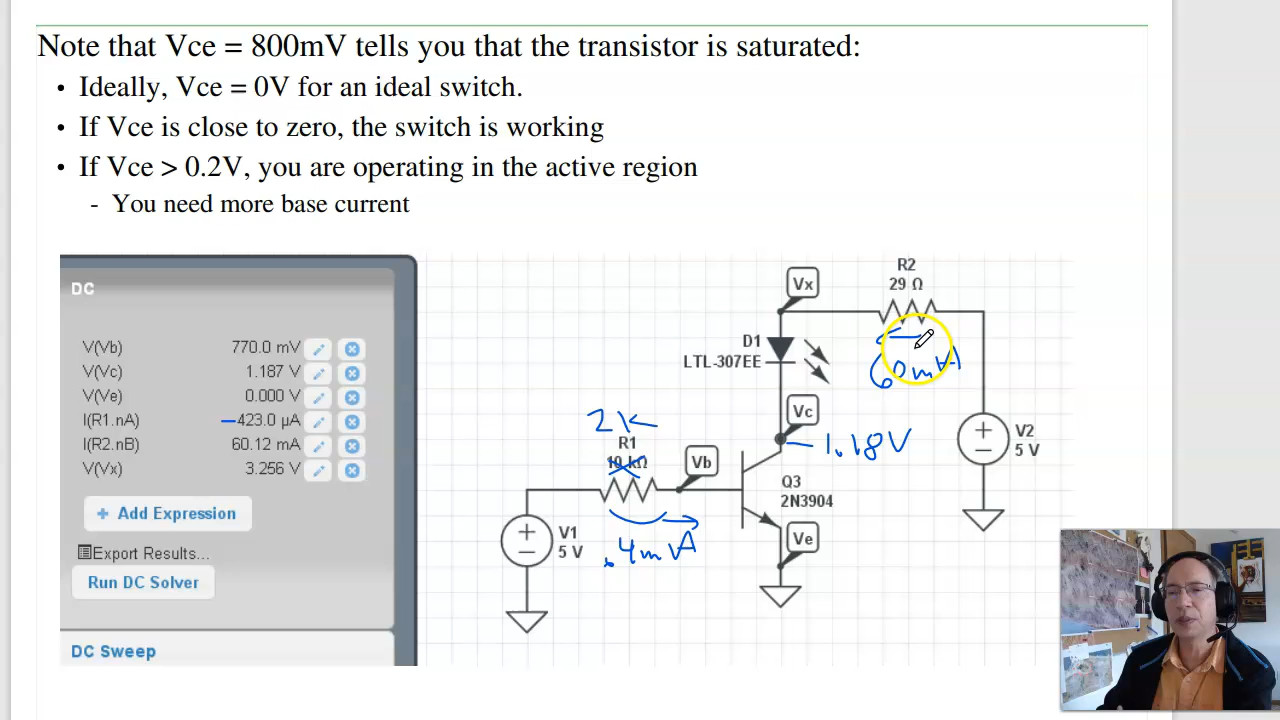 Note that Vce = 800mV tells you that the transistor is saturated:
• Ideally, Vce = 0V for an ideal switch.
• If Vce is close to zero, the switch is working
• If Vce > 0.2V, you are operating in the active region
- You need more base current
DC
V(Vb) 770.0 mV
V(Vc) 1.187 V
V(Ve) 0.000 V
I(R1.nA) -423.0 µA
I(R2.nB) 60.12 mA
V(Vx) 3.256 V
+ Add Expression
Export Results...
Run DC Solver
DC Sweep
R2
29 Ω
Vx
60mA
D1
LTL-307EE
Vc
1.18V
V2
5 V
2K
R1
10 kΩ
Vb
Q3
2N3904
V1
5 V
.4mA
Ve